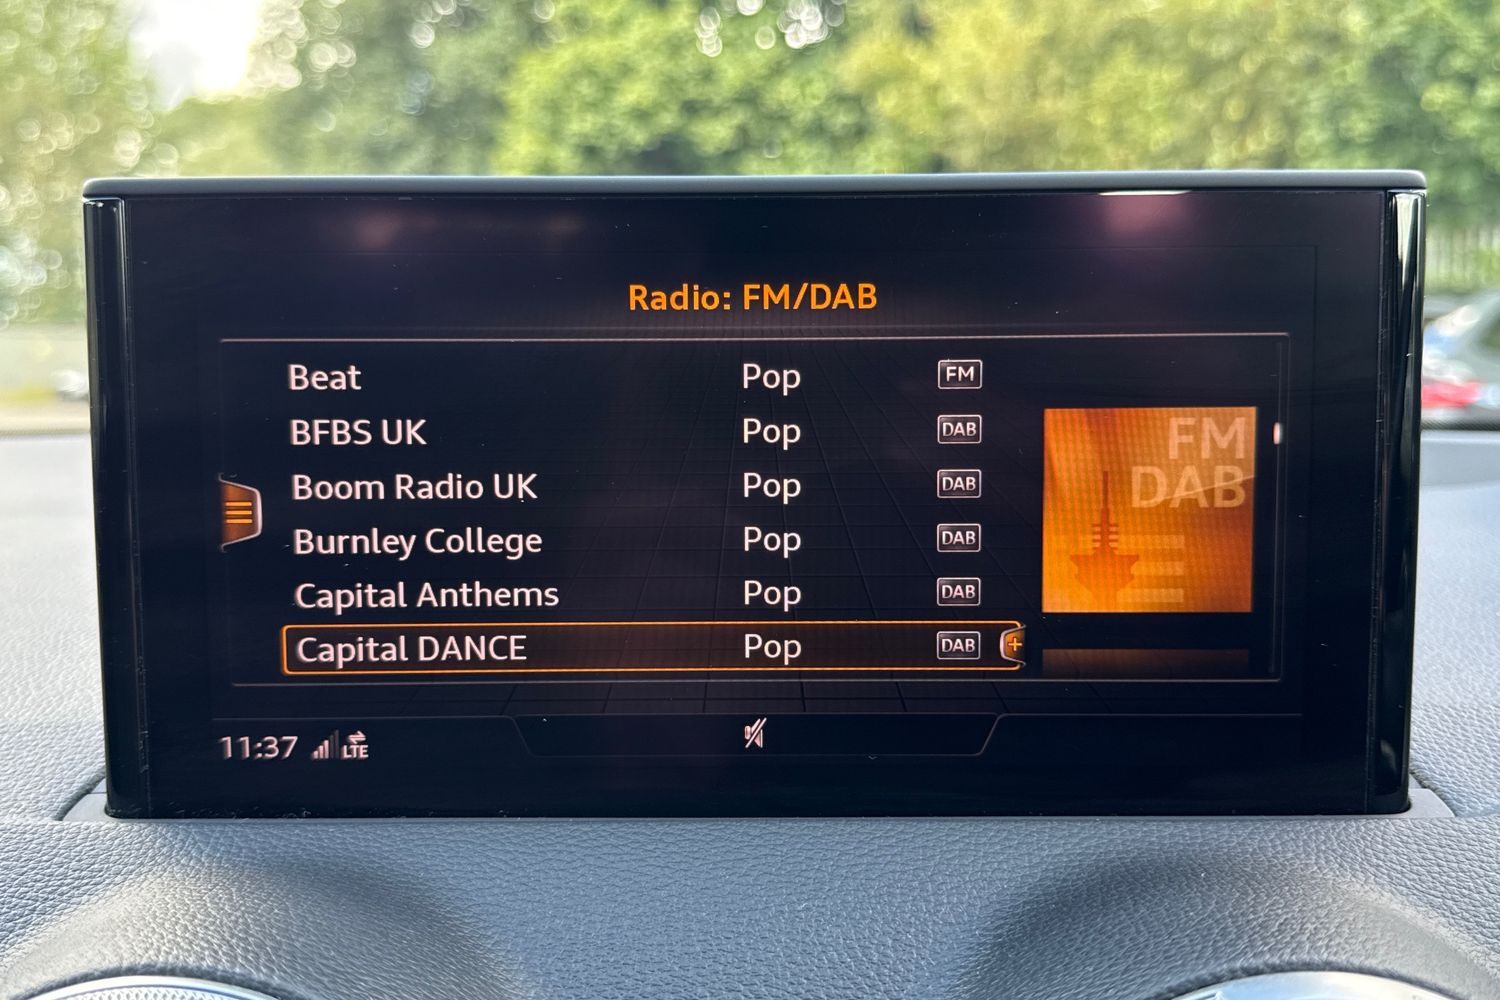 Radio: FM/DAB
Beat Pop FM
BFBS UK Pop DAB
Boom Radio UK Pop DAB
Burnley College Pop DAB
Capital Anthems Pop DAB
Capital DANCE Pop DAB +
FM
DAB
11:37 LTE